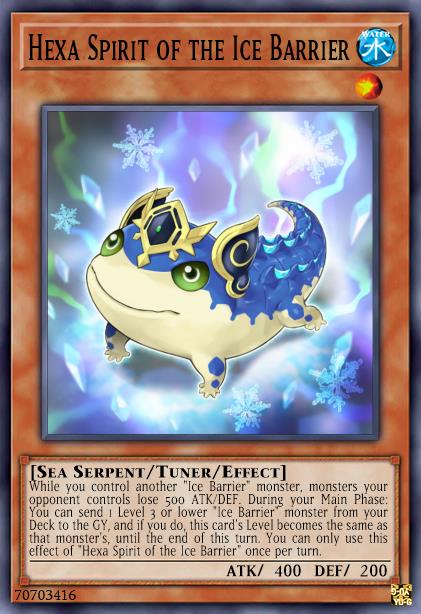 Hexa Spirit of the Ice Barrier
WATER
水
[Sea Serpent/Tuner/Effect]
While you control another "Ice Barrier" monster, monsters your
opponent controls lose 500 ATK/DEF. During your Main Phase:
You can send 1 Level 3 or lower "Ice Barrier" monster from your
Deck to the GY, and if you do, this card's Level becomes the same as
that monster's, until the end of this turn. You can only use this
effect of "Hexa Spirit of the Ice Barrier" once per turn.
ATK/ 400 DEF/ 200
70703416